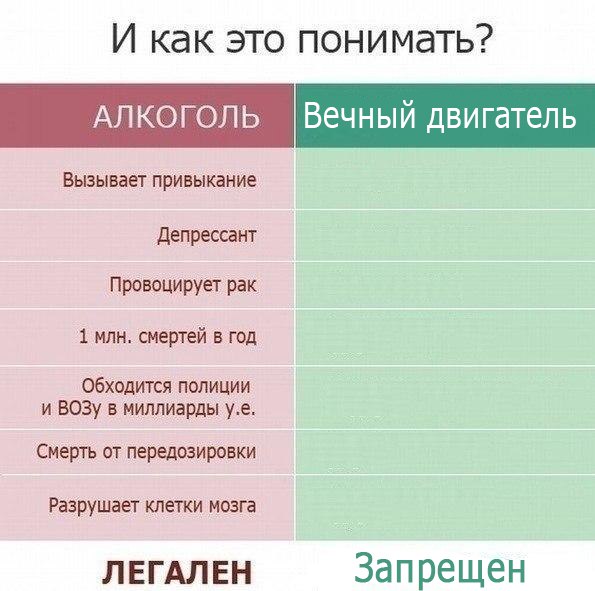 И как это понимать?
АЛКОГОЛЬ Вечный двигатель
Вызывает привыкание
Депрессант
Провоцирует рак
1 млн. смертей в год
Обходится полиции
и ВОЗу в миллиарды у.е.
Смерть от передозировки
Разрушает клетки мозга
ЛЕГАЛЕН Запрещен